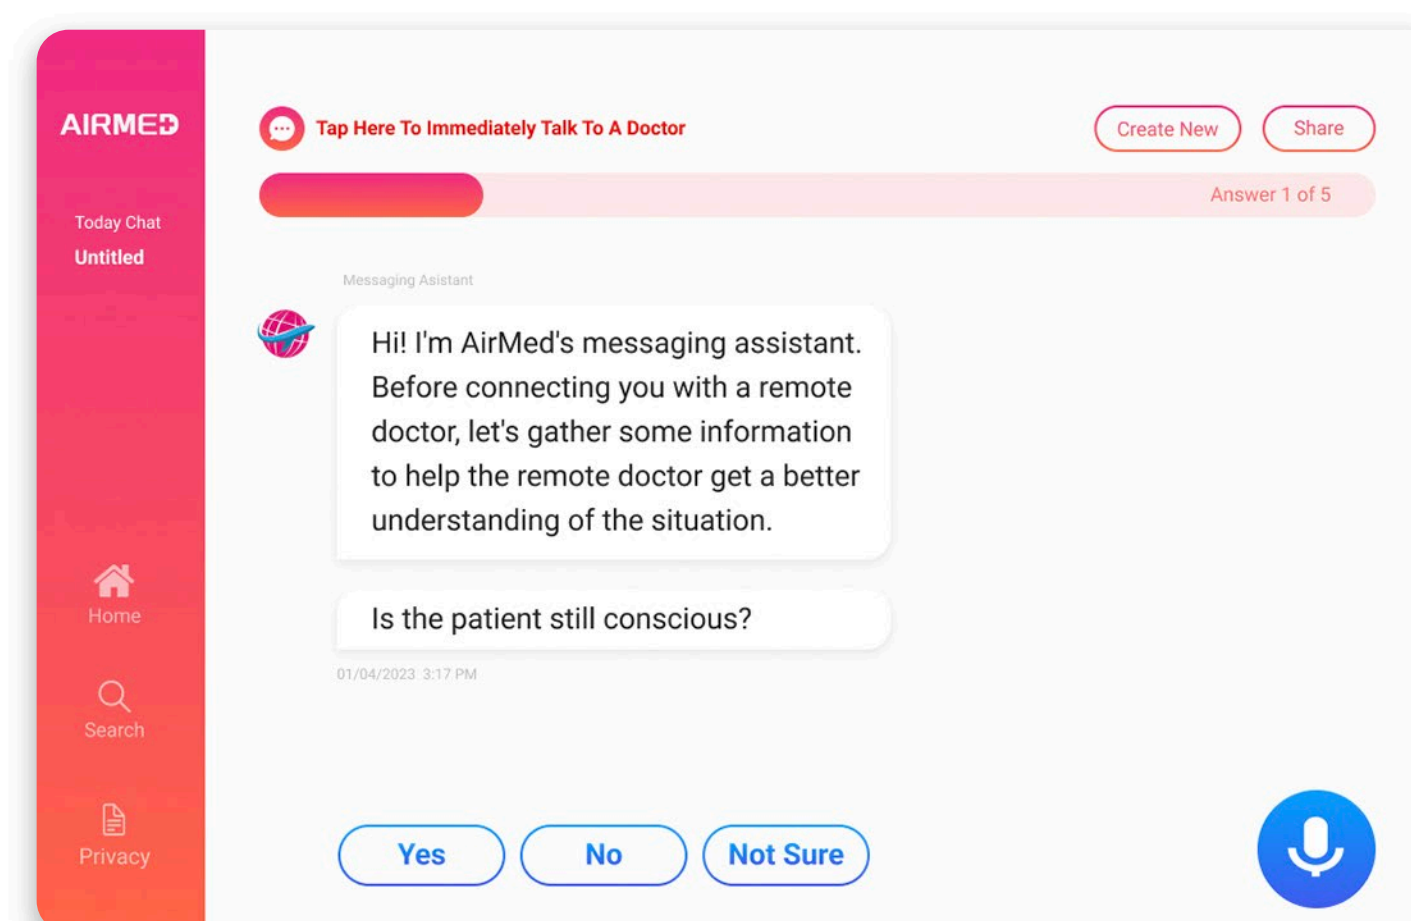 AIRMED
Tap Here To Immediately Talk To A Doctor
Create New
Share
Answer 1 of 5
Today Chat
Untitled
Messaging Asistant
Hi! I'm AirMed's messaging assistant.
Before connecting you with a remote
doctor, let's gather some information
to help the remote doctor get a better
understanding of the situation.
Is the patient still conscious?
01/04/2023 3:17 PM
Home
Search
Privacy
Yes
No
Not Sure